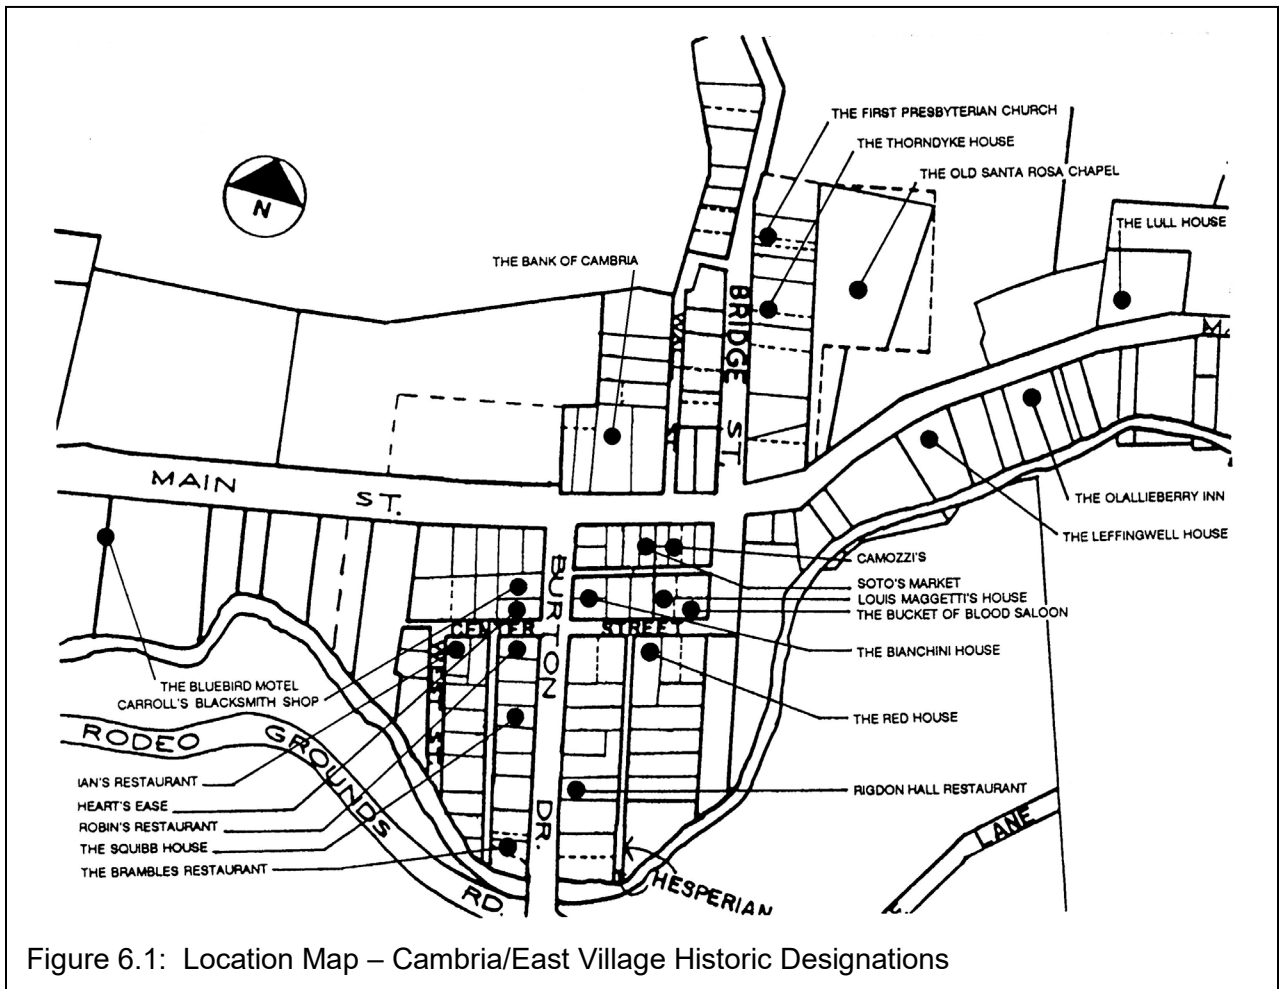 THE FIRST PRESBYTERIAN CHURCH
THE THORNDYKE HOUSE
THE OLD SANTA ROSA CHAPEL
N
THE LULL HOUSE
THE BANK OF CAMBRIA
BRIDGE ST.
MAIN ST.
THE OLALLIEBERRY INN
THE LEFFINGWELL HOUSE
CAMOZZI'S
SOTO'S MARKET
LOUIS MAGGETTI'S HOUSE
THE BUCKET OF BLOOD SALOON
BURTON DR.
CENTER STREET
WEST ST.
THE BIANCHINI HOUSE
THE BLUEBIRD MOTEL
CARROLL'S BLACKSMITH SHOP
THE RED HOUSE
RODEO GROUNDS RD.
IAN'S RESTAURANT
HEART'S EASE
ROBIN'S RESTAURANT
THE SQUIBB HOUSE
THE BRAMBLES RESTAURANT
RIGDON HALL RESTAURANT
LANE
HESPERIAN
Figure 6.1: Location Map – Cambria/East Village Historic Designations